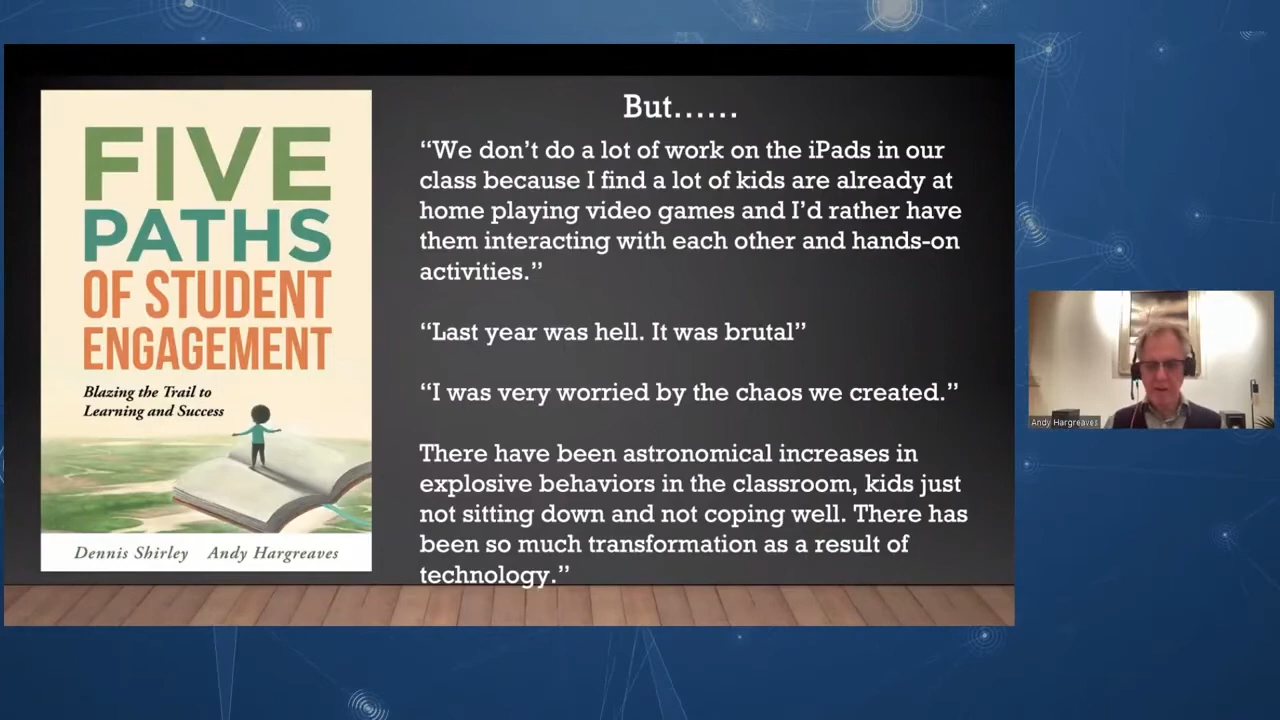 FIVE
PATHS
OF STUDENT
ENGAGEMENT
Blazing the Trail to
Learning and Success
Dennis Shirley Andy Hargreaves
But......
“We don’t do a lot of work on the iPads in our
class because I find a lot of kids are already at
home playing video games and I’d rather have
them interacting with each other and hands-on
activities.”
“Last year was hell. It was brutal”
“I was very worried by the chaos we created.”
There have been astronomical increases in
explosive behaviors in the classroom, kids just
not sitting down and not coping well. There has
been so much transformation as a result of
technology.”
Andy Hargreaves